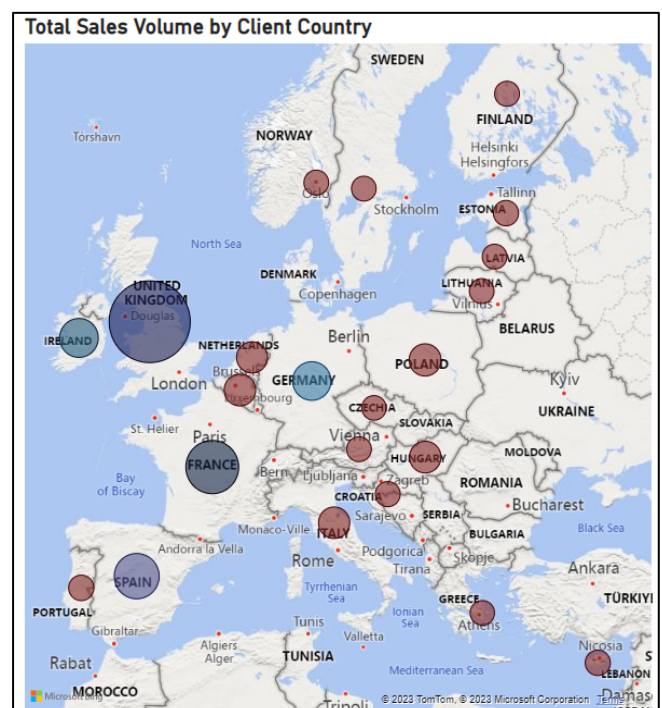 Total Sales Volume by Client Country
SWEDEN
Tórshavn
FINLAND
NORWAY
Helsinki
Helsingfors
Oslo
Tallinn
Stockholm
ESTONIA
North Sea
LATVIA
DENMARK
LITHUANIA
UNITED
KINGDOM
Copenhagen
Vilnius
Douglas
BELARUS
IRELAND
NETHERLANDS
Berlin
POLAND
Brussels
London
GERMANY
Kyiv
Luxembourg
CZECHIA
UKRAINE
St. Helier
Paris
SLOVAKIA
Vienna
MOLDOVA
FRANCE
Bern
HUNGARY
Bay
of Biscay
Ljubljana
Zagreb
ROMANIA
CROATIA
Bucharest
Monaco-Ville
Sarajevo
SERBIA
ITALY
Black Sea
Andorra la Vella
BULGARIA
Podgorica
Skopje
Rome
Tirana
Ankara
SPAIN
Tyrrhenian
Sea
TÜRKIY
PORTUGAL
Ionian
Sea
GREECE
Athens
Gibraltar
Tunis
Valletta
Algiers
Alger
Nicosia
Rabat
TUNISIA
S
Mediterranean Sea
LEBANON
MOROCCO
Damas
Microsoft Bing
Tripoli
© 2023 TomTom, © 2023 Microsoft Corporation Terms